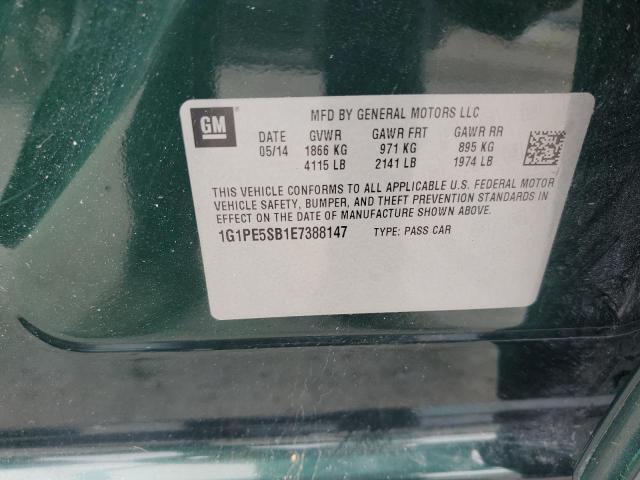 GM
MFD BY GENERAL MOTORS LLC
DATE GVWR GAWR FRT GAWR RR
05/14 1866 KG 971 KG 895 KG
4115 LB 2141 LB 1974 LB
THIS VEHICLE CONFORMS TO ALL APPLICABLE U.S. FEDERAL MOTOR
VEHICLE SAFETY, BUMPER, AND THEFT PREVENTION STANDARDS IN
EFFECT ON THE DATE OF MANUFACTURE SHOWN ABOVE.
1G1PE5SB1E7388147 TYPE: PASS CAR